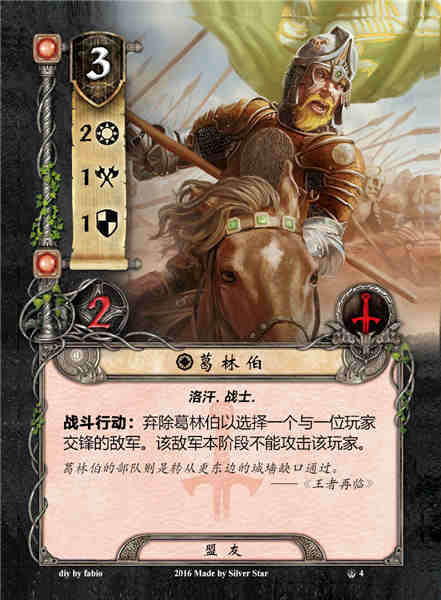 3
2
1
1
2
葛林伯
洛汗. 战士.
战斗行动：弃除葛林伯以选择一个与一位玩家
交锋的敌军。该敌军本阶段不能攻击该玩家。
葛林伯的部队则是转从更东边的城墙缺口通过。
——《王者再临》
盟友
diy by fabio
2016 Made by Silver Star
4